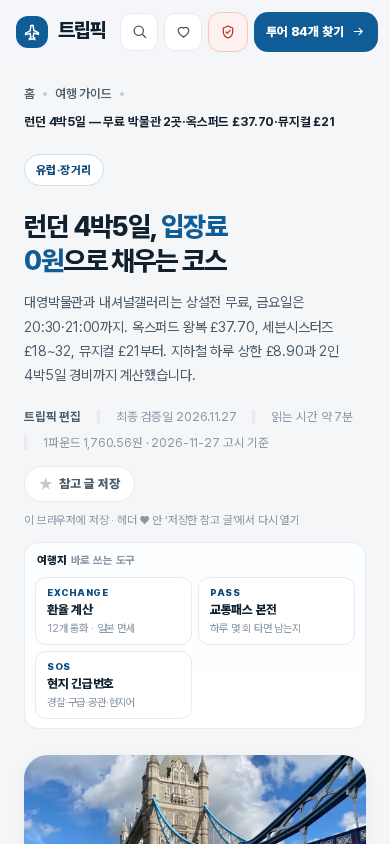 트립픽
투어 84개 찾기 →
홈 • 여행 가이드 •
런던 4박5일 — 무료 박물관 2곳·옥스퍼드 £37.70·뮤지컬 £21
유럽·장거리
런던 4박5일, 입장료
0원으로 채우는 코스
대영박물관과 내셔널갤러리는 상설전 무료, 금요일은
20:30·21:00까지. 옥스퍼드 왕복 £37.70, 세븐시스터즈
£18~32, 뮤지컬 £21부터. 지하철 하루 상한 £8.90과 2인
4박5일 경비까지 계산했습니다.
트립픽 편집 | 최종 검증일 2026.11.27 | 읽는 시간 약 7분
| 1파운드 1,760.56원 · 2026-11-27 고시 기준
★ 참고 글 저장
이 브라우저에 저장 · 헤더 ♥ 안 ‘저장한 참고 글’에서 다시 열기
여행지 바로 쓰는 도구
EXCHANGE
환율 계산
12개 통화 · 일본 면세
PASS
교통패스 본전
하루 몇 회 타면 남는지
SOS
현지 긴급번호
경찰·구급·공관·현지어